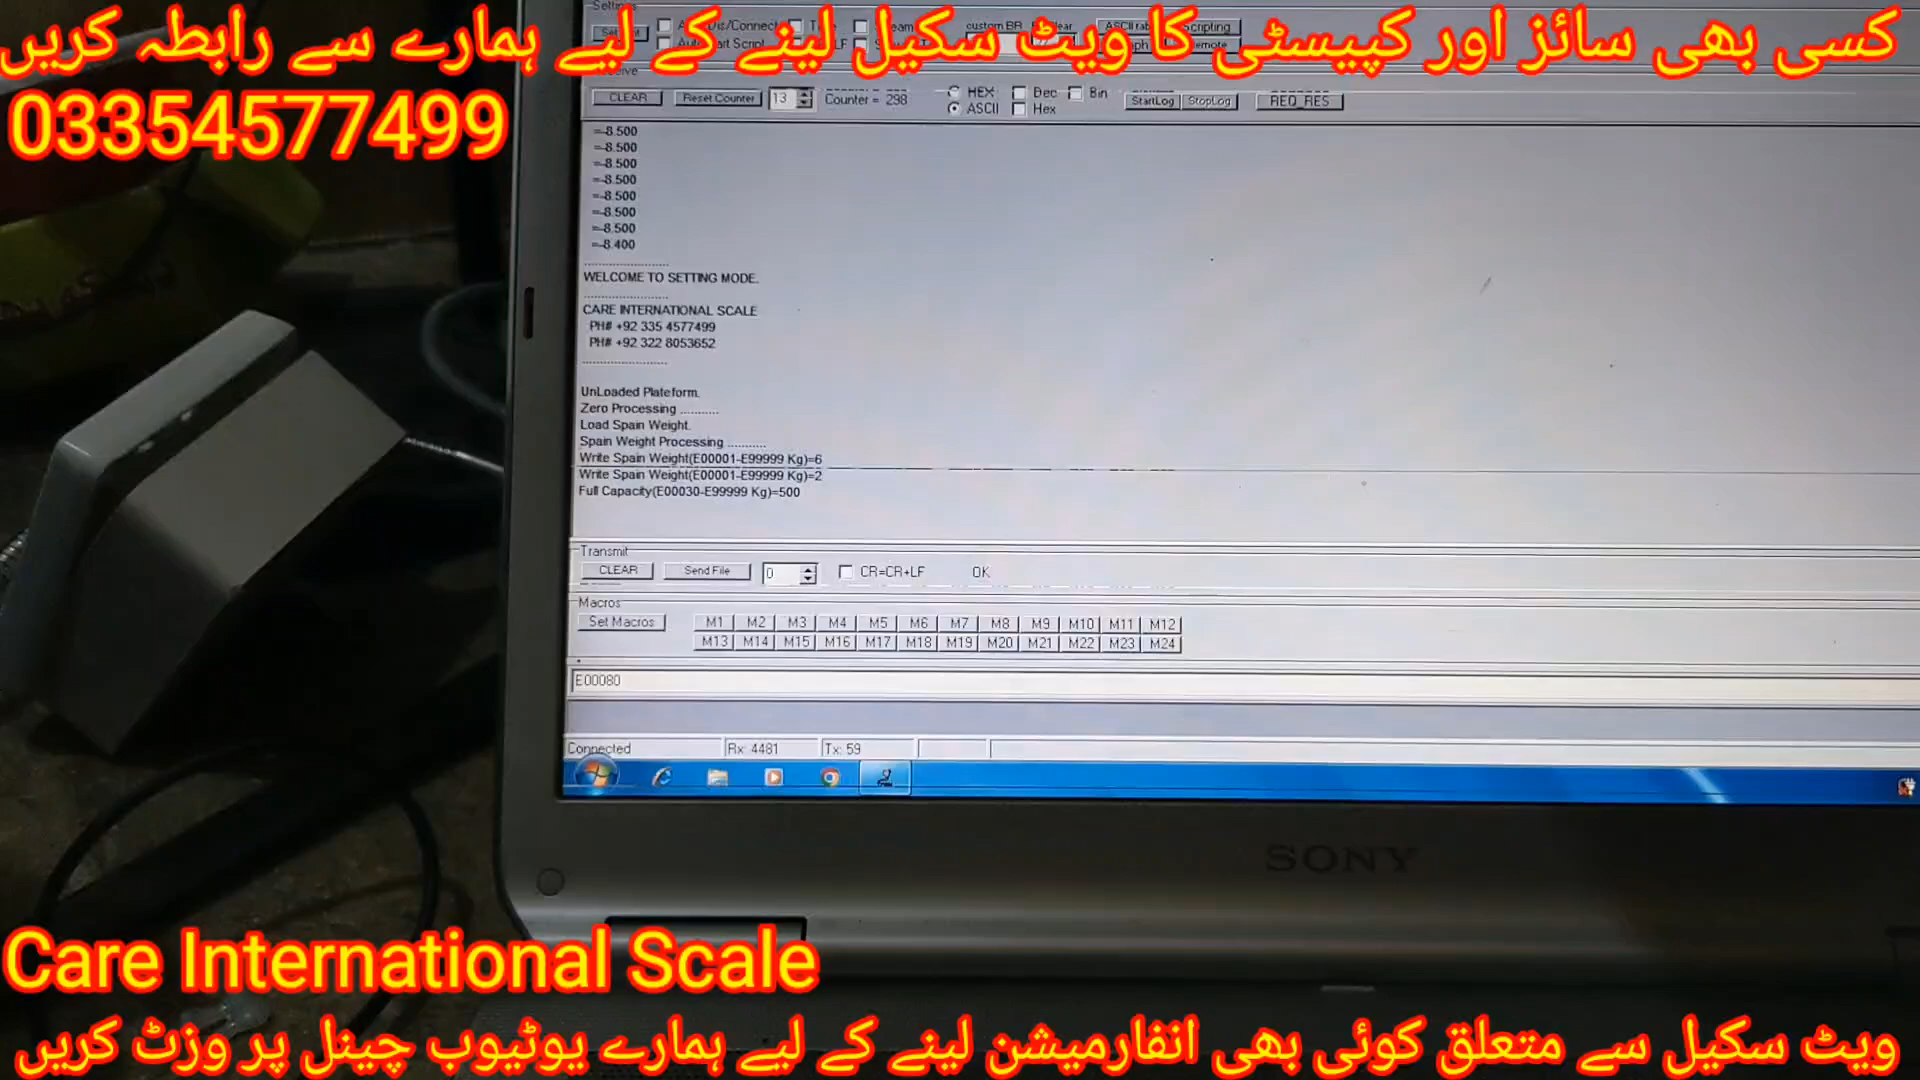 کسی بھی سائز اور کپیسٹی کا ویٹ سکیل لینے کے لیے ہمارے سے رابطہ کریں
03354577499
CLEAR Reset Counter 13 Counter = 298 HEX Dec Bin StartLog StopLog REQ_RES
ASCII Hex
=-8.500
=-8.500
=-8.500
=-8.500
=-8.500
=-8.500
=-8.500
=-8.400
WELCOME TO SETTING MODE.
CARE INTERNATIONAL SCALE
PH# +92 335 4577499
PH# +92 322 8053652
UnLoaded Plateform.
Zero Processing ...........
Load Spain Weight.
Spain Weight Processing ...........
Write Spain Weight(E00001-E99999 Kg)=6
Write Spain Weight(E00001-E99999 Kg)=2
Full Capacity(E00030-E99999 Kg)=500
Transmit
CLEAR Send File 0 CR=CR+LF OK
Macros
Set Macros M1 M2 M3 M4 M5 M6 M7 M8 M9 M10 M11 M12
M13 M14 M15 M16 M17 M18 M19 M20 M21 M22 M23 M24
E00080
Connected Rx: 4481 Tx: 59
SONY
Care International Scale
ویٹ سکیل سے متعلق کوئی بھی انفارمیشن لینے کے لیے ہمارے یوٹیوب چینل پر وزٹ کریں